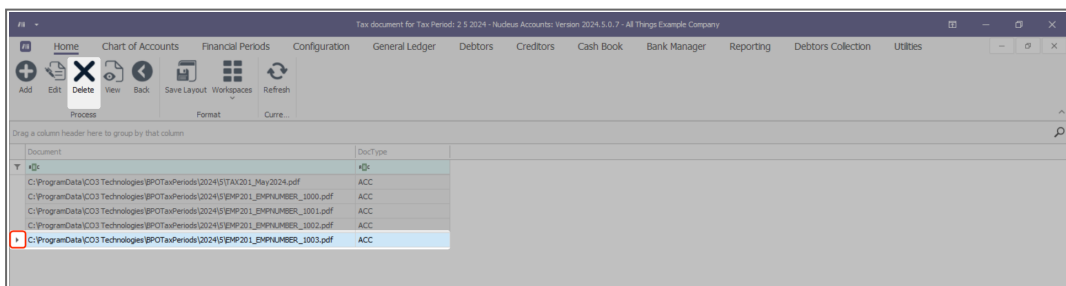 Tax document for Tax Period: 2 5 2024 - Nucleus Accounts: Version 2024.5.0.7 - All Things Example Company
Home Chart of Accounts Financial Periods Configuration General Ledger Debtors Creditors Cash Book Bank Manager Reporting Debtors Collection Utilities
Add Edit Delete View Back Save Layout Workspaces Refresh
Process Format Curre...
Drag a column header here to group by that column
Document DocType
C:\ProgramData\CO3 Technologies\BPOTaxPeriods\2024\5\TAX201_May2024.pdf ACC
C:\ProgramData\CO3 Technologies\BPOTaxPeriods\2024\5\EMP201_EMPNUMBER_1000.pdf ACC
C:\ProgramData\CO3 Technologies\BPOTaxPeriods\2024\5\EMP201_EMPNUMBER_1001.pdf ACC
C:\ProgramData\CO3 Technologies\BPOTaxPeriods\2024\5\EMP201_EMPNUMBER_1002.pdf ACC
C:\ProgramData\CO3 Technologies\BPOTaxPeriods\2024\5\EMP201_EMPNUMBER_1003.pdf ACC